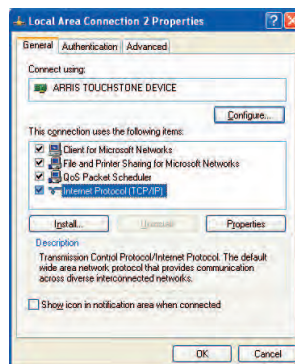 Local Area Connection 2 Properties
General Authentication Advanced
Connect using:
ARRIS TOUCHSTONE DEVICE
Configure...
This connection uses the following items:
Client for Microsoft Networks
File and Printer Sharing for Microsoft Networks
QoS Packet Scheduler
Internet Protocol (TCP/IP)
Install... Uninstall Properties
Description
Transmission Control Protocol/Internet Protocol. The default
wide area network protocol that provides communication
across diverse interconnected networks.
Show icon in notification area when connected
OK Cancel